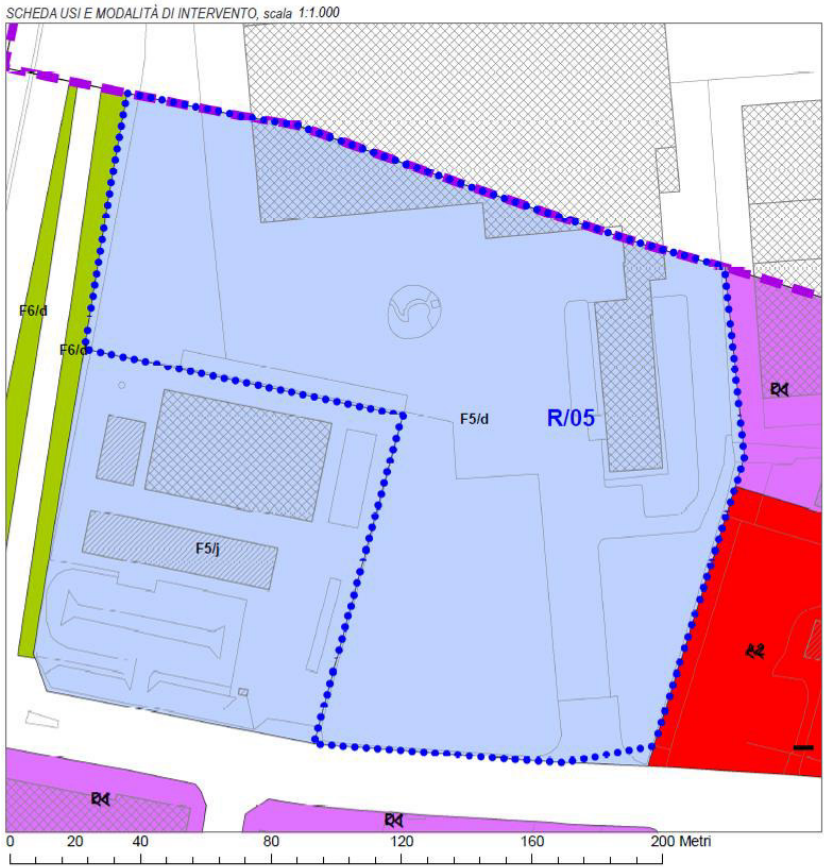 SCHEDA USI E MODALITÀ DI INTERVENTO, scala 1:1.000
F6/d
F6/d
F5/d
R/05
F5/j
0 20 40 80 120 160 200 Metri